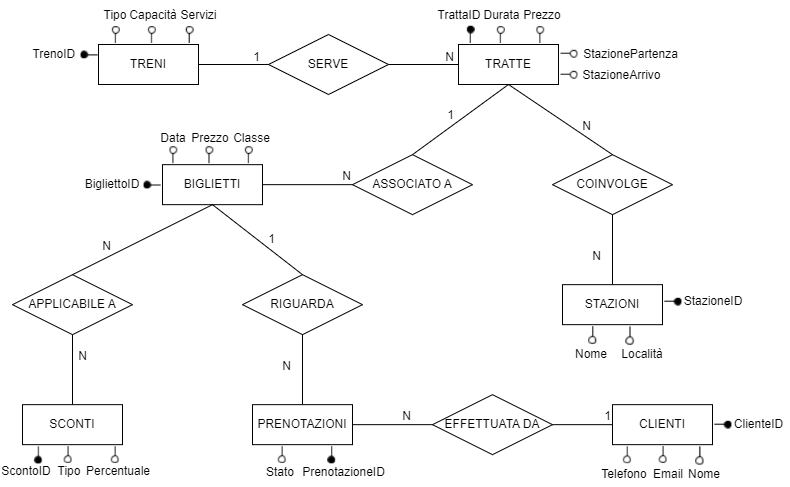 Tipo Capacità Servizi
TrattaID Durata Prezzo
TrenoID
TRENI
1
SERVE
N
TRATTE
StazionePartenza
StazioneArrivo
1
N
Data Prezzo Classe
BigliettoID
BIGLIETTI
N
ASSOCIATO A
COINVOLGE
N
1
N
APPLICABILE A
RIGUARDA
STAZIONI
StazioneID
Nome
Località
N
N
SCONTI
PRENOTAZIONI
N
EFFETTUATA DA
1
CLIENTI
ClienteID
ScontoID Tipo Percentuale
Stato PrenotazioneID
Telefono Email Nome